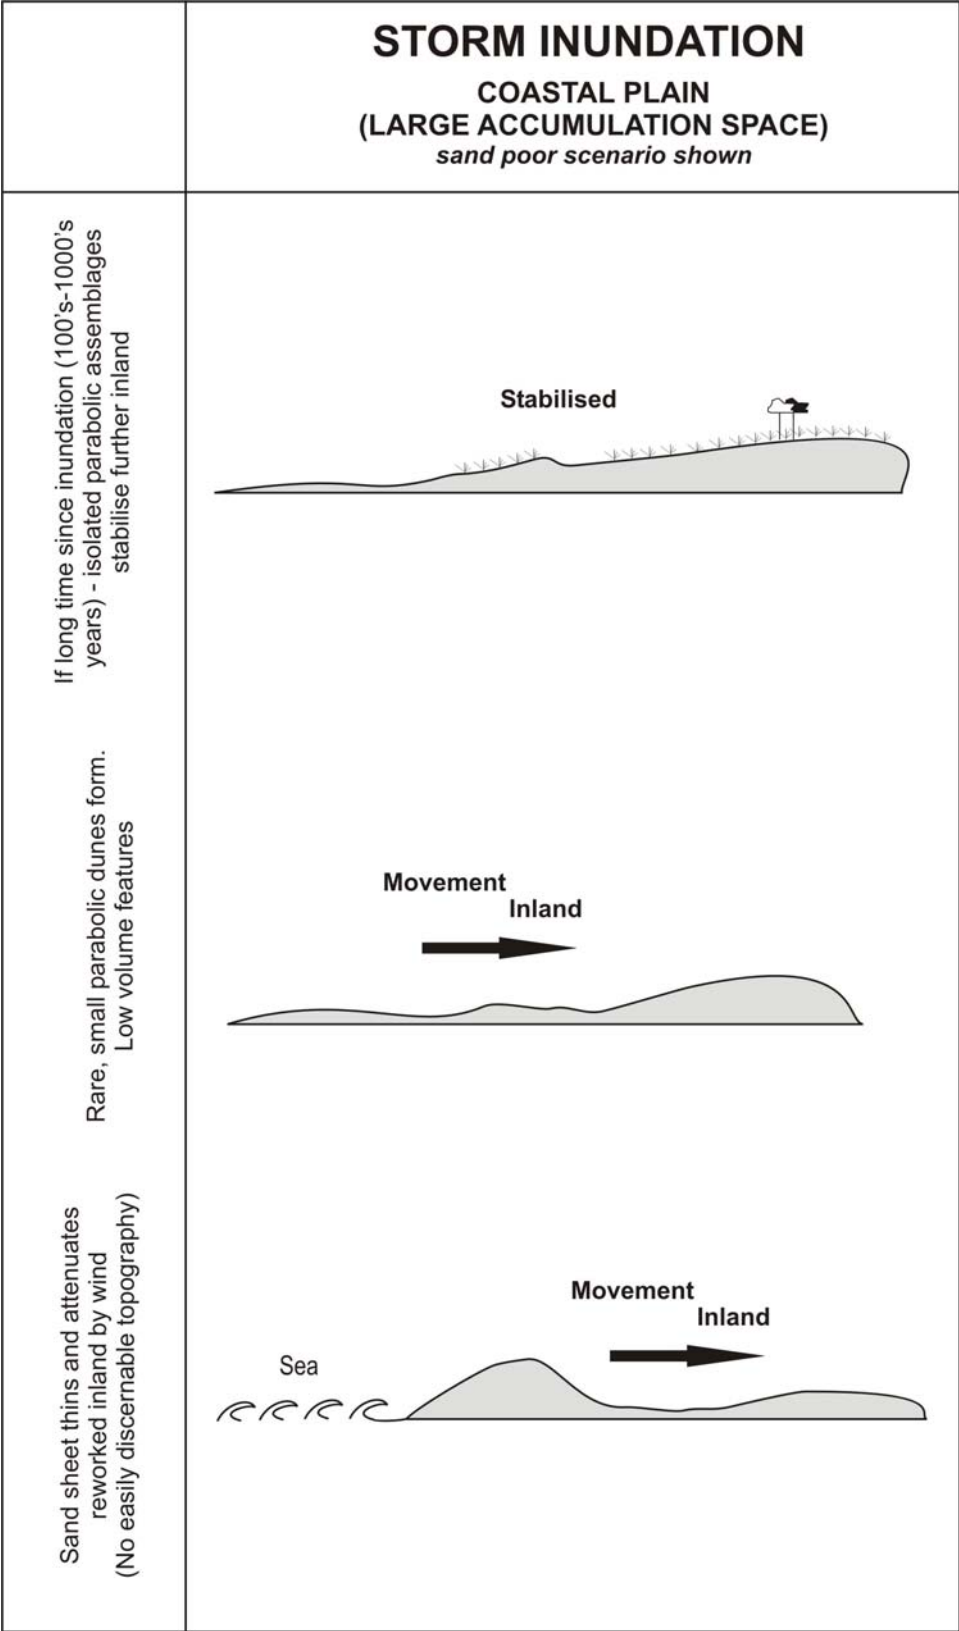 STORM INUNDATION
COASTAL PLAIN
(LARGE ACCUMULATION SPACE)
sand poor scenario shown
If long time since inundation (100's-1000's
years) - isolated parabolic assemblages
stabilise further inland
Stabilised
Rare, small parabolic dunes form.
Low volume features
Movement
Inland
Sand sheet thins and attenuates
reworked inland by wind
(No easily discernable topography)
Movement
Inland
Sea